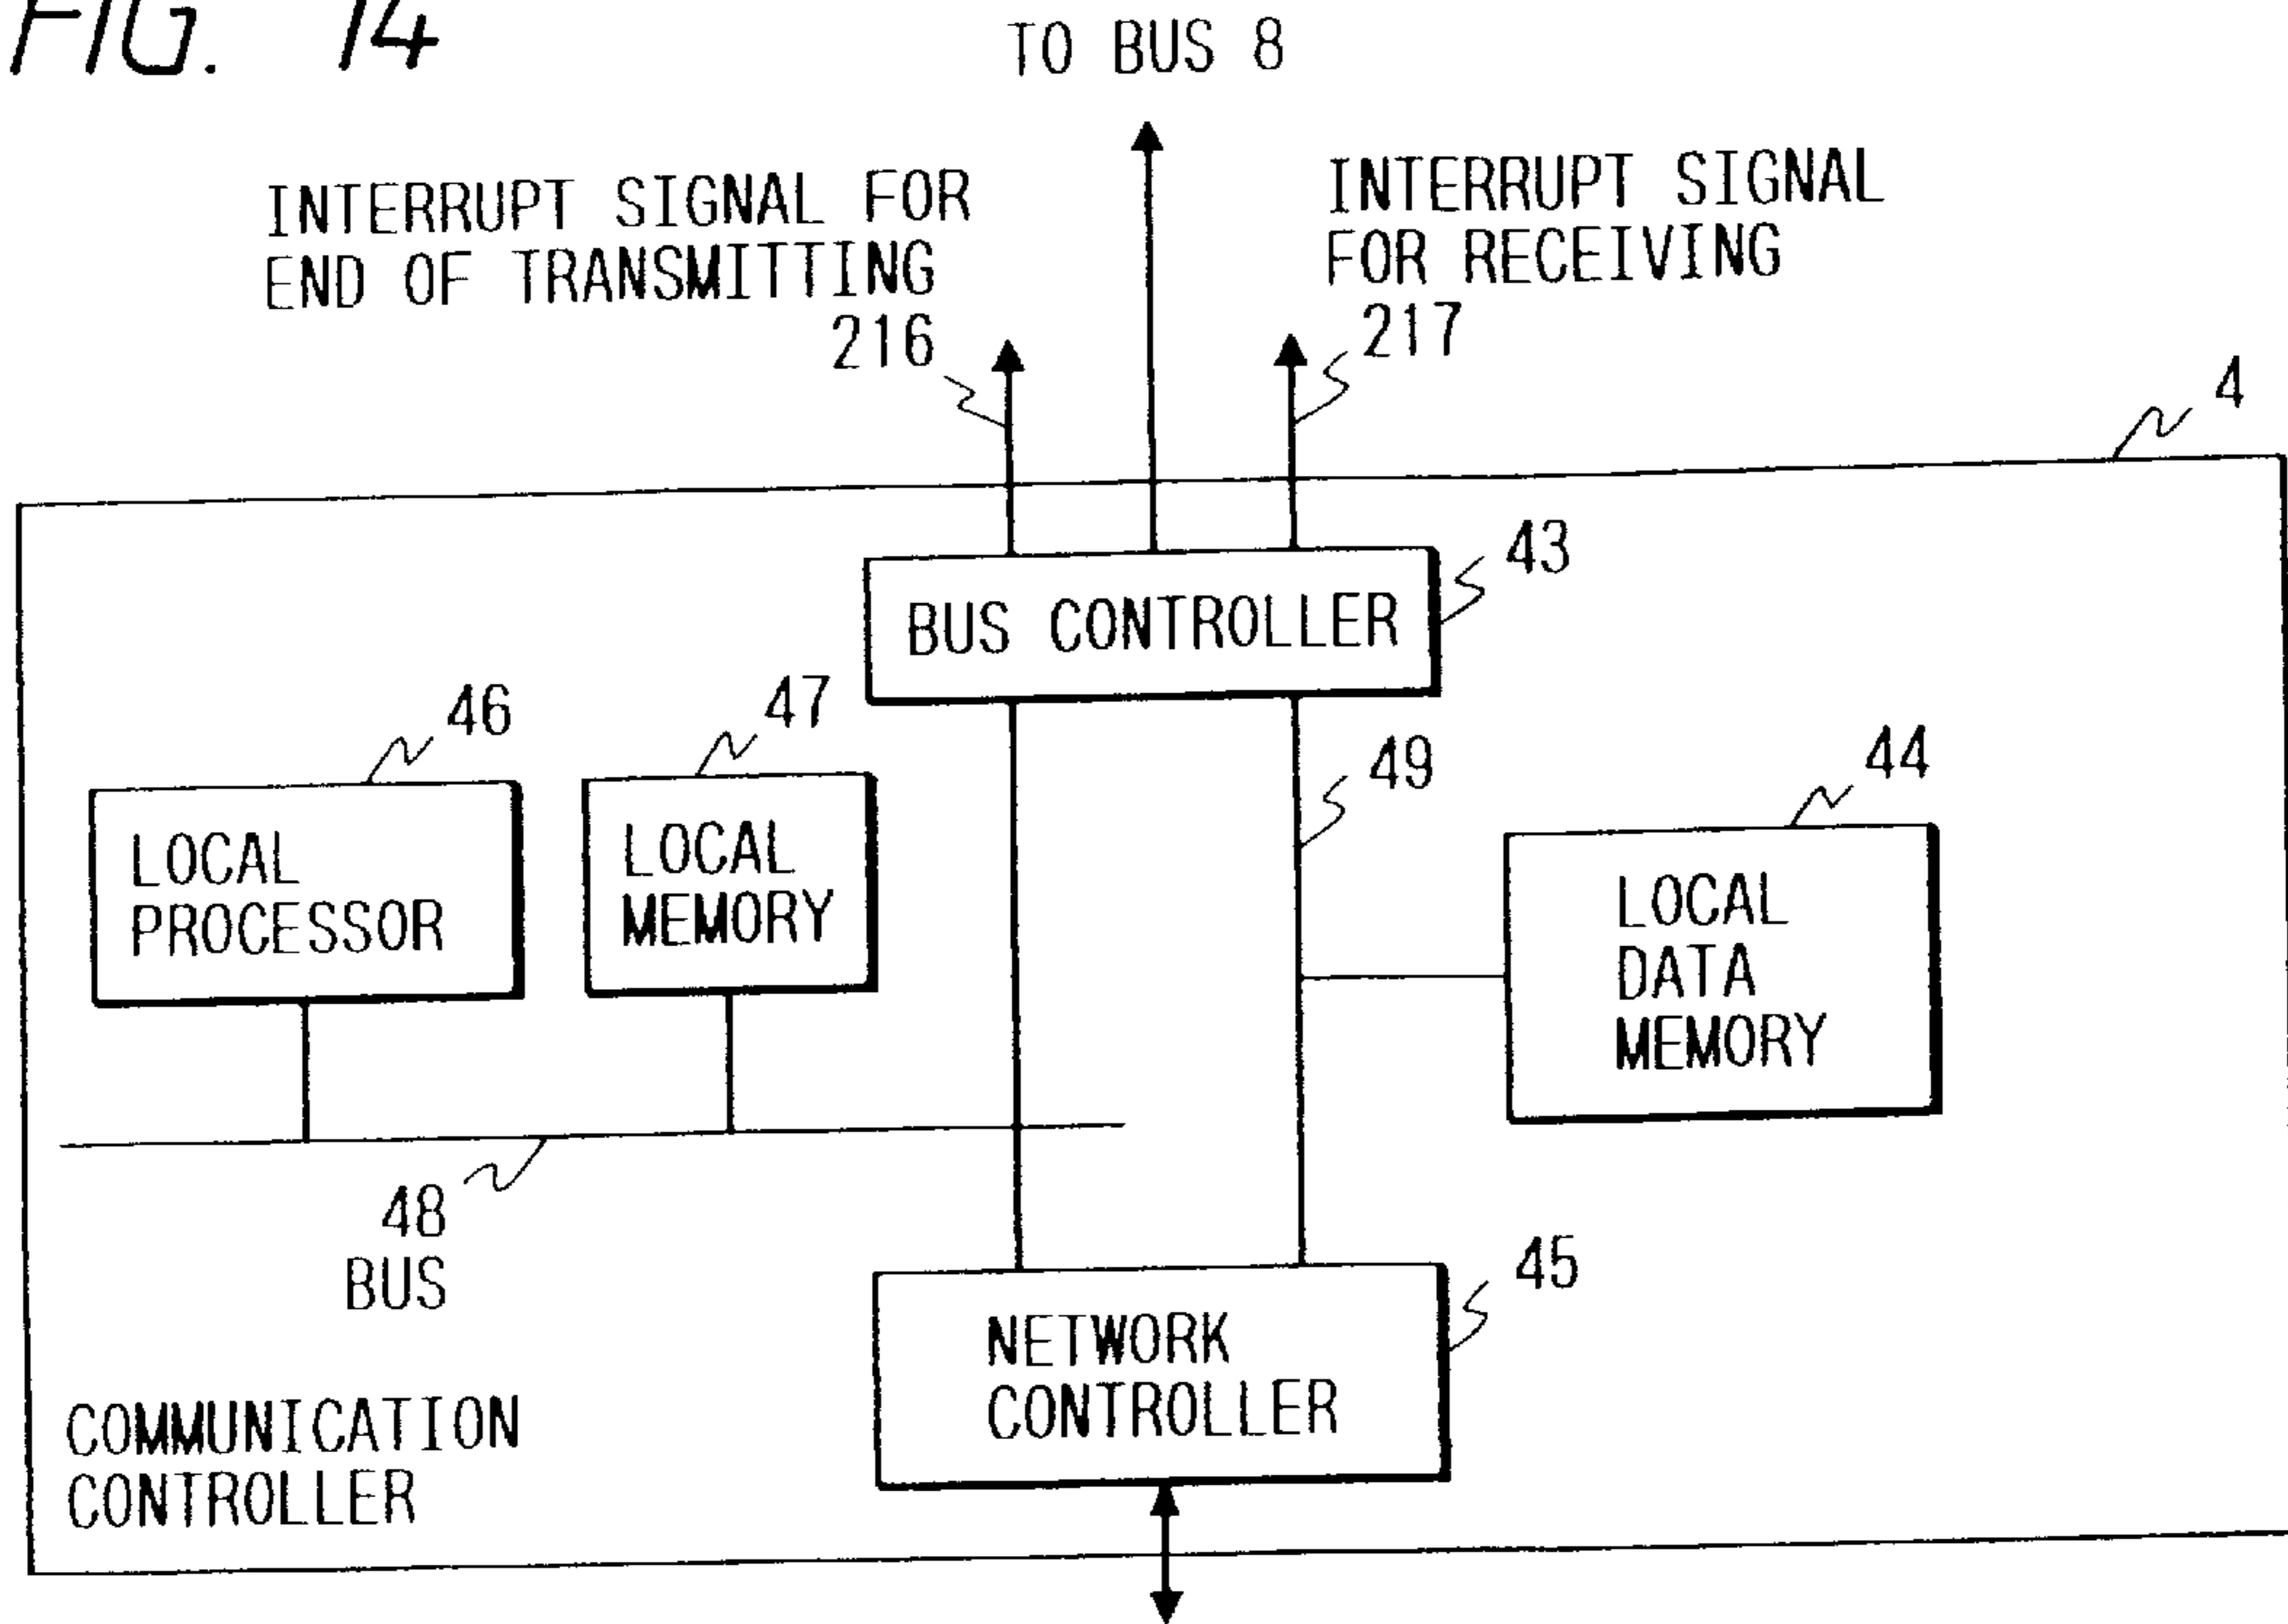 FIG. 14
TO BUS 8
INTERRUPT SIGNAL FOR
END OF TRANSMITTING
216
INTERRUPT SIGNAL
FOR RECEIVING
217
4
43
BUS CONTROLLER
46
47
49
44
LOCAL
PROCESSOR
LOCAL
MEMORY
LOCAL
DATA
MEMORY
48
BUS
45
NETWORK
CONTROLLER
COMMUNICATION
CONTROLLER